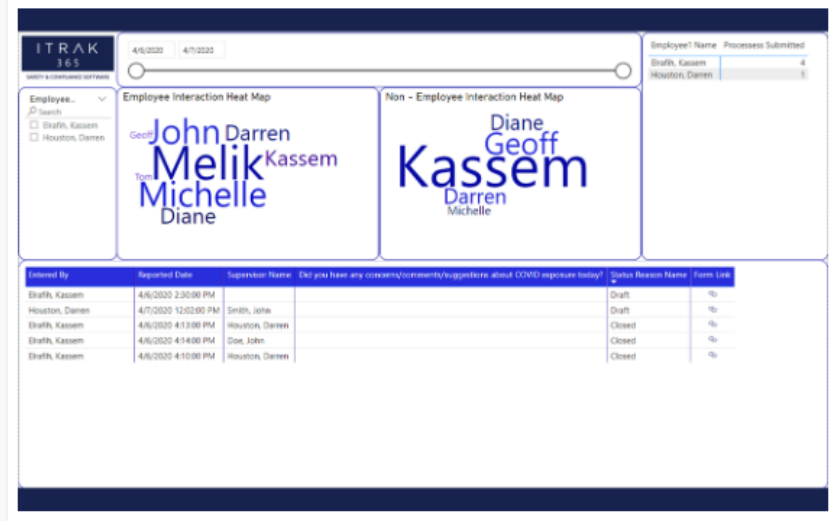 ITRAK
365
SAFETY & COMPLIANCE SOFTWARE
4/6/2020 4/7/2020
Employee1 Name Processess Submitted
Elrafih, Kassem 4
Houston, Darren 1
Employee..
Search
Elrafih, Kassem
Houston, Darren
Employee Interaction Heat Map
Geoff John Darren
Melik Kassem
Tom
Michelle
Diane
Non - Employee Interaction Heat Map
Diane
Geoff
Kassem
Darren
Michelle
Entered By Reported Date Supervisor Name Did you have any concerns/comments/suggestions about COVID exposure today? Status Reason Name Form Link
Elrafih, Kassem 4/6/2020 2:30:00 PM Draft
Houston, Darren 4/7/2020 12:02:00 PM Smith, John Draft
Elrafih, Kassem 4/6/2020 4:13:00 PM Houston, Darren Closed
Elrafih, Kassem 4/6/2020 4:14:00 PM Doe, John Closed
Elrafih, Kassem 4/6/2020 4:10:00 PM Houston, Darren Closed